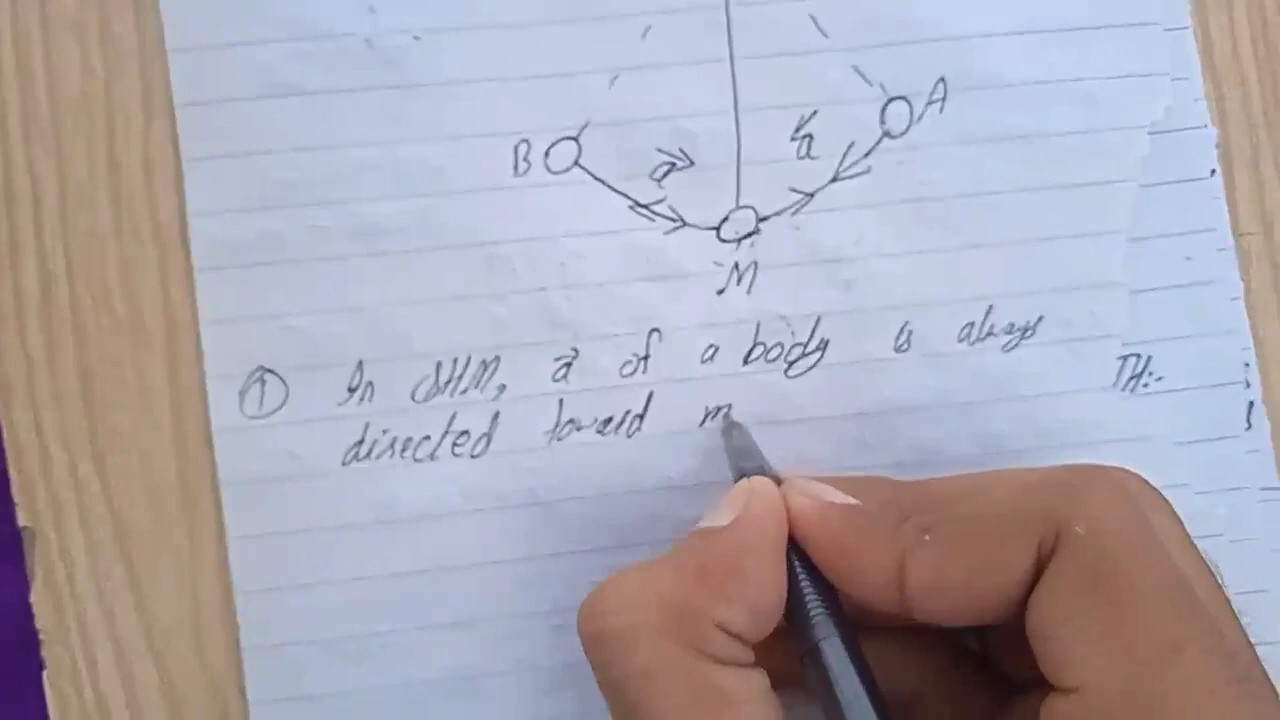 A
a
B
a
M
① In SHM, a of a body is always
TH:-
directed toward m